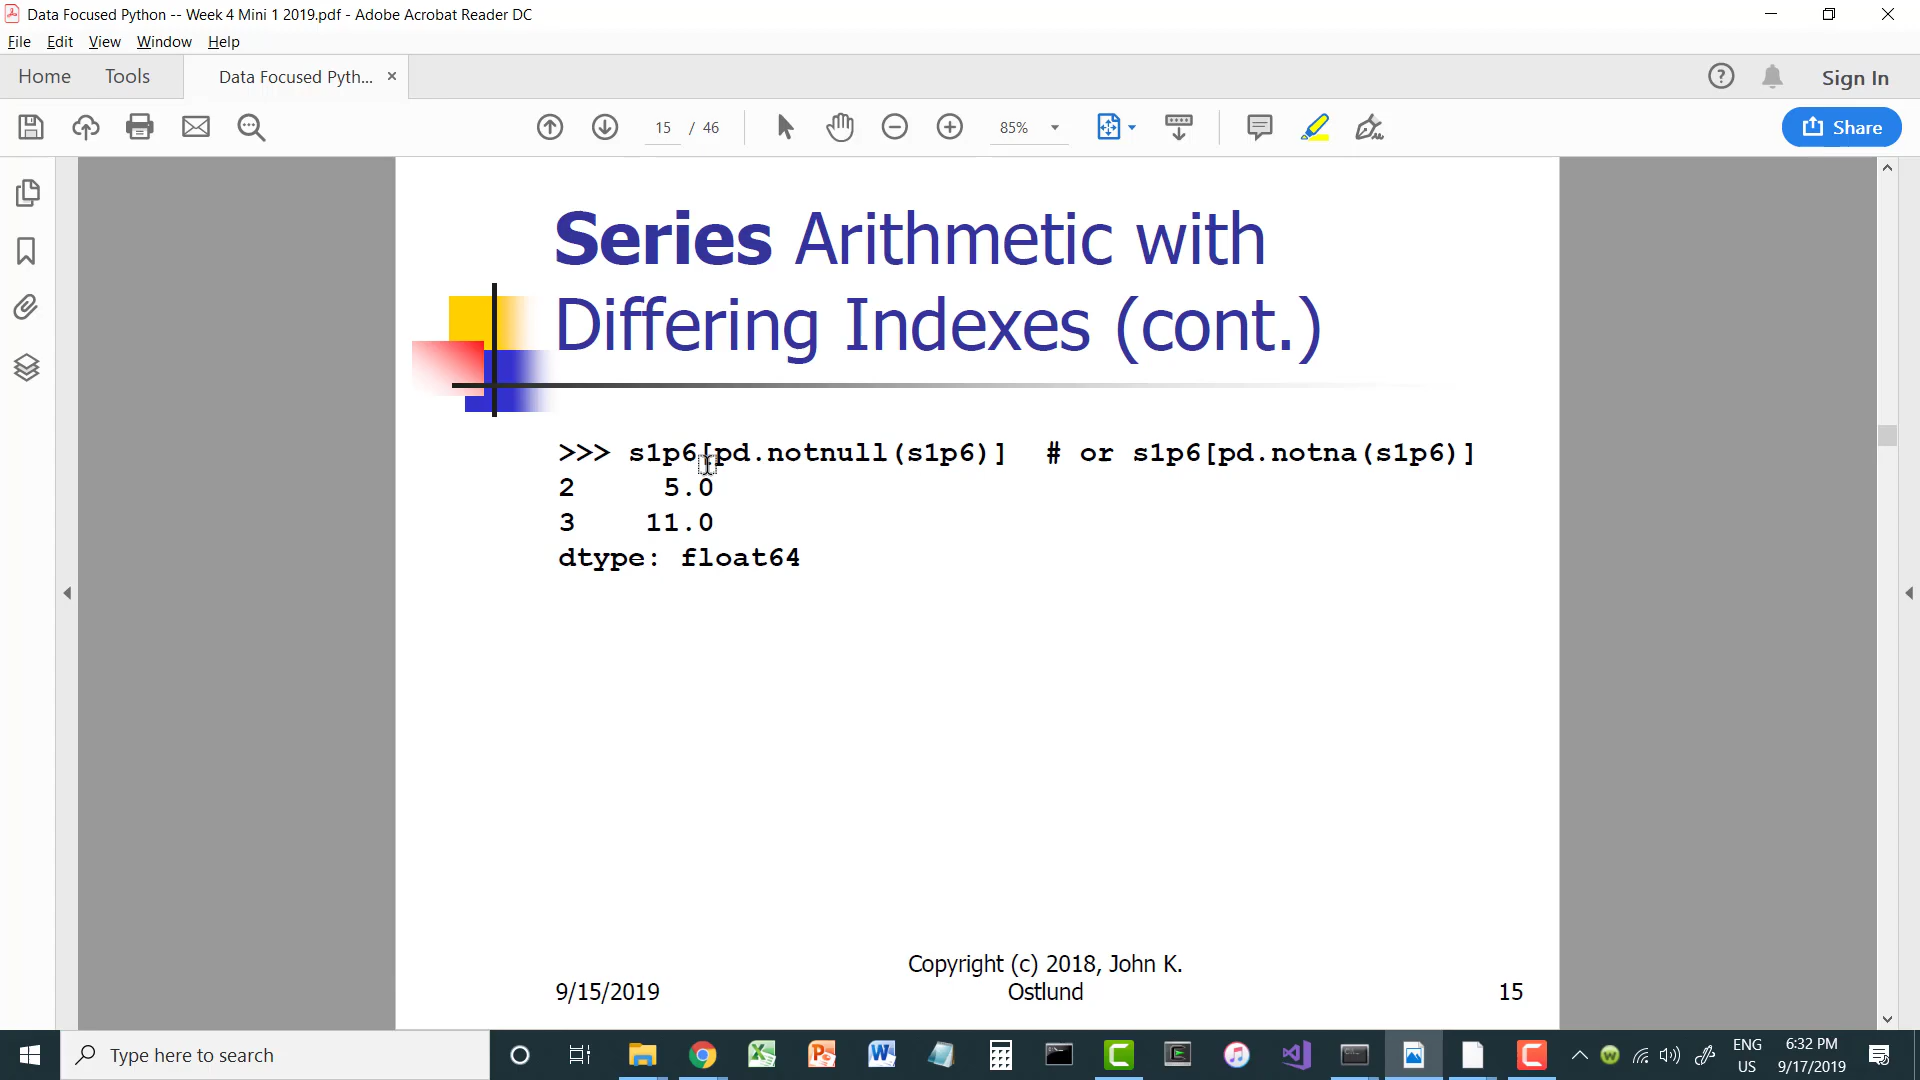 Data Focused Python -- Week 4 Mini 1 2019.pdf - Adobe Acrobat Reader DC
File Edit View Window Help
Home Tools Data Focused Pyth... × Sign In
15 / 46 85% Share
Series Arithmetic with
Differing Indexes (cont.)
>>> s1p6[pd.notnull(s1p6)] # or s1p6[pd.notna(s1p6)]
2 5.0
3 11.0
dtype: float64
Copyright (c) 2018, John K.
9/15/2019 Ostlund 15
Type here to search
ENG 6:32 PM
US 9/17/2019